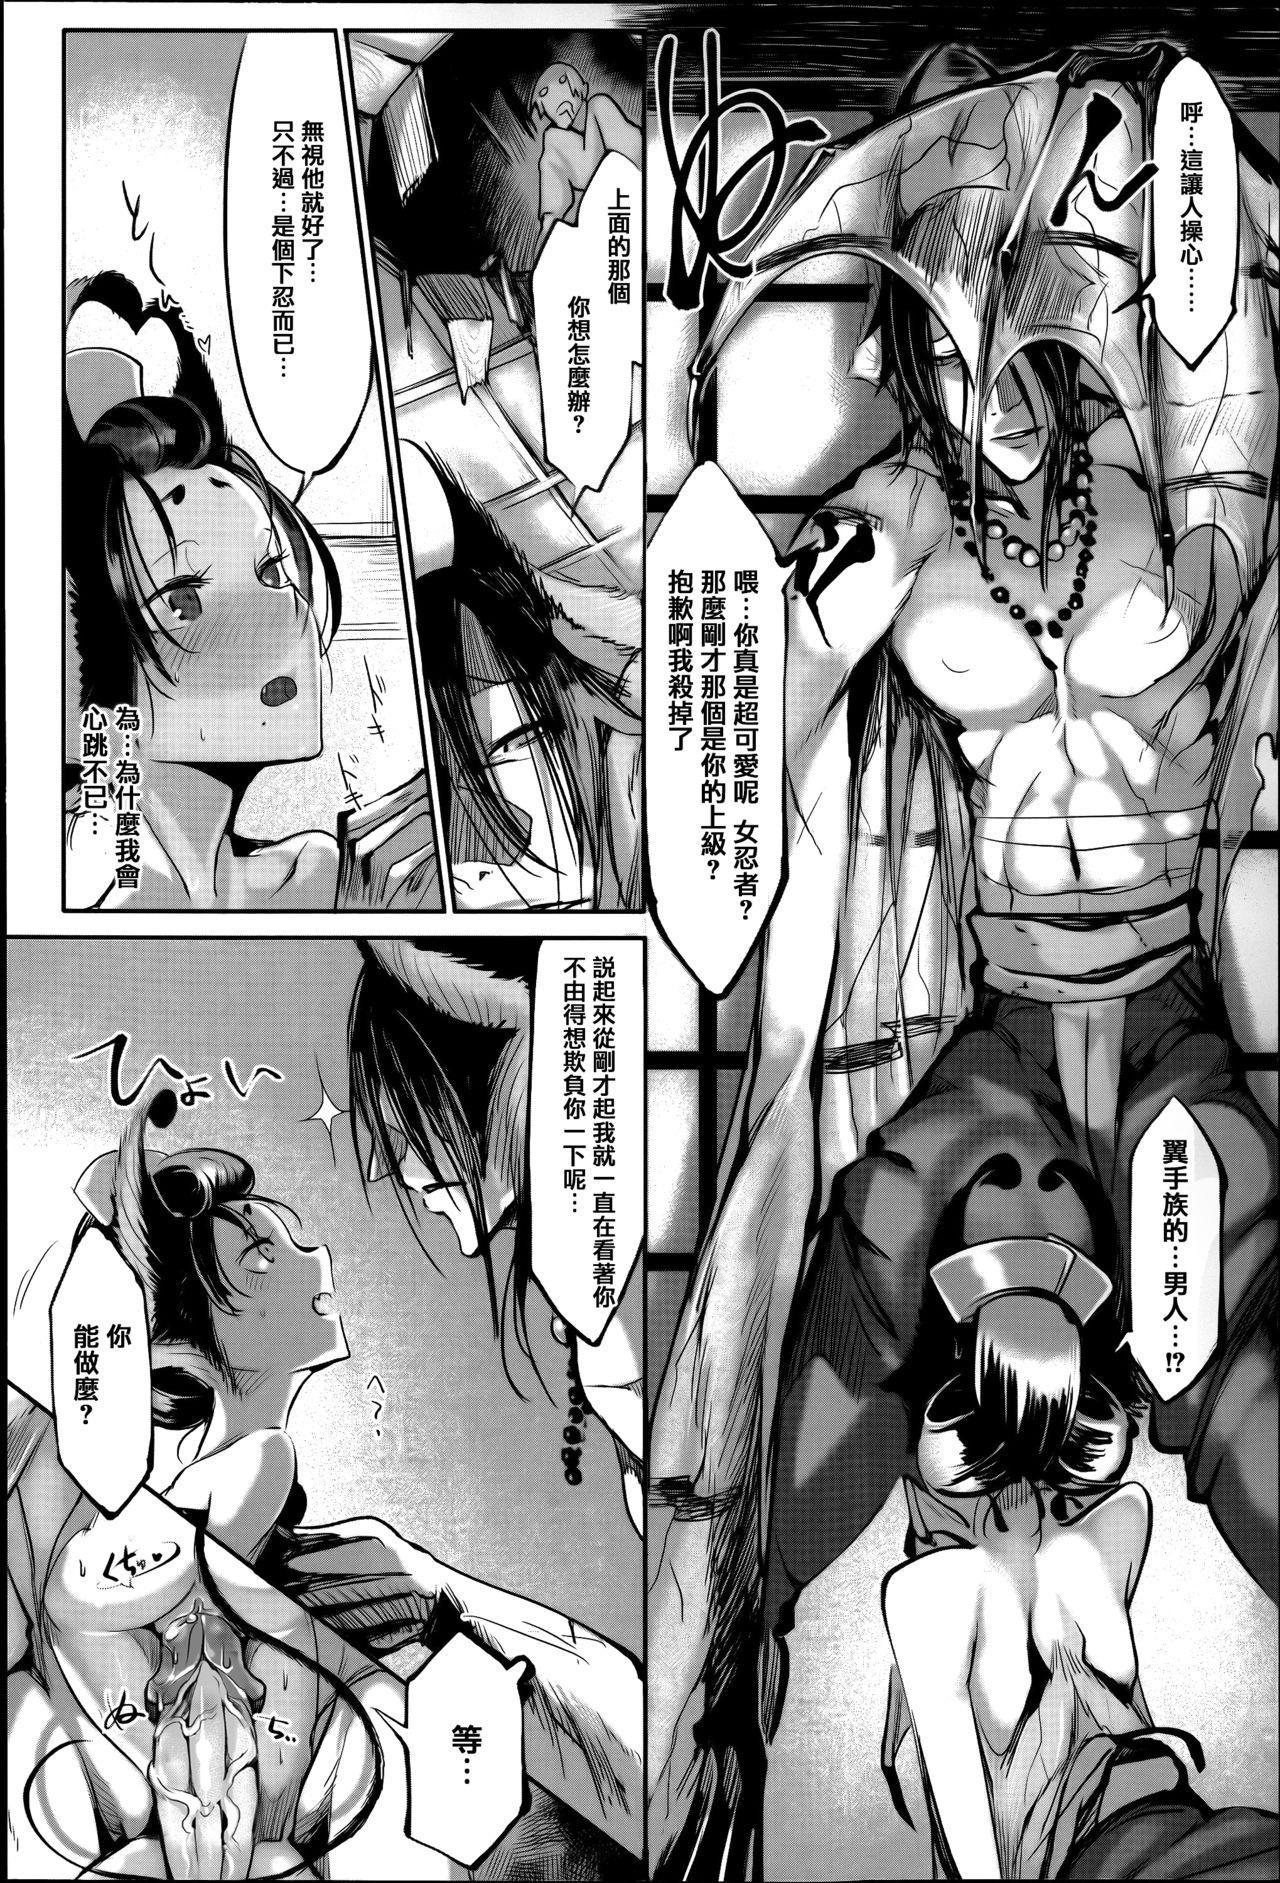 呼…這讓人操心……
喂…你真是超可愛呢 女忍者?
那麼剛才那個是你的上級?
抱歉啊我殺掉了
翼手族的…男人…!?
上面的那個
你想怎麼辦?
無視他就好了…
只不過…是個下忍而已…
為…為什麼我會
心跳不已…
説起來從剛才起我就一直在看著你
不由得想欺負你一下呢…
ひょい
你
能做麼?
等…
くちゅ♥
ぬ
ち..